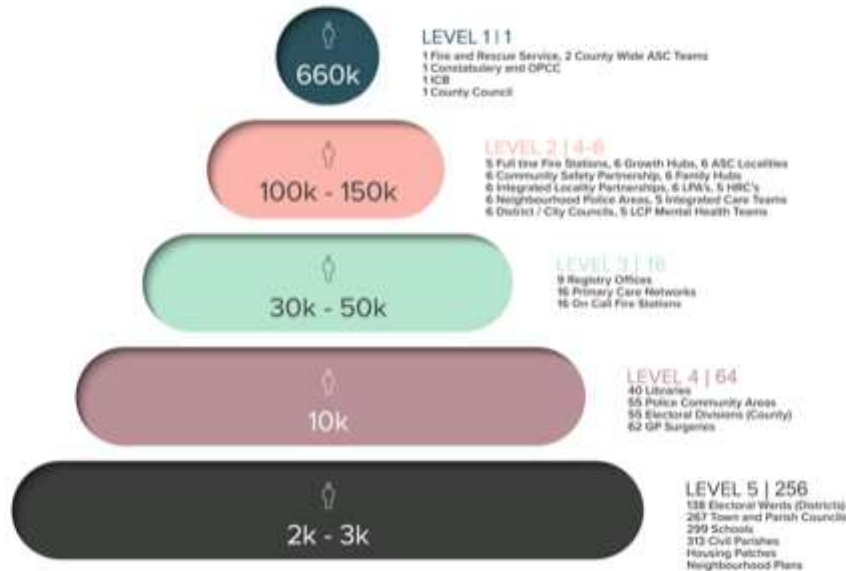 660k
LEVEL 1 | 1
1 Fire and Rescue Service, 2 County Wide ASC Teams
1 Constabulery and OPCC
1 ICB
1 County Council
100k - 150k
LEVEL 2 | 4-6
5 Full time Fire Stations, 6 Growth Hubs, 6 ASC Localities
6 Community Safety Partnership, 6 Family Hubs
6 Integrated Locality Partnerships, 6 LPA's, 5 HRC's
6 Neighbourhood Police Areas, 5 Integrated Care Teams
6 District / City Councils, 5 LCP Mental Health Teams
30k - 50k
LEVEL 3 | 16
9 Registry Offices
16 Primary Care Networks
16 On Call Fire Stations
10k
LEVEL 4 | 64
40 Libraries
55 Police Community Areas
55 Electoral Divisions (County)
62 GP Surgeries
2k - 3k
LEVEL 5 | 256
138 Electoral Wards (Districts)
267 Town and Parish Councils
299 Schools
313 Civil Parishes
Housing Patches
Neighbourhood Plans